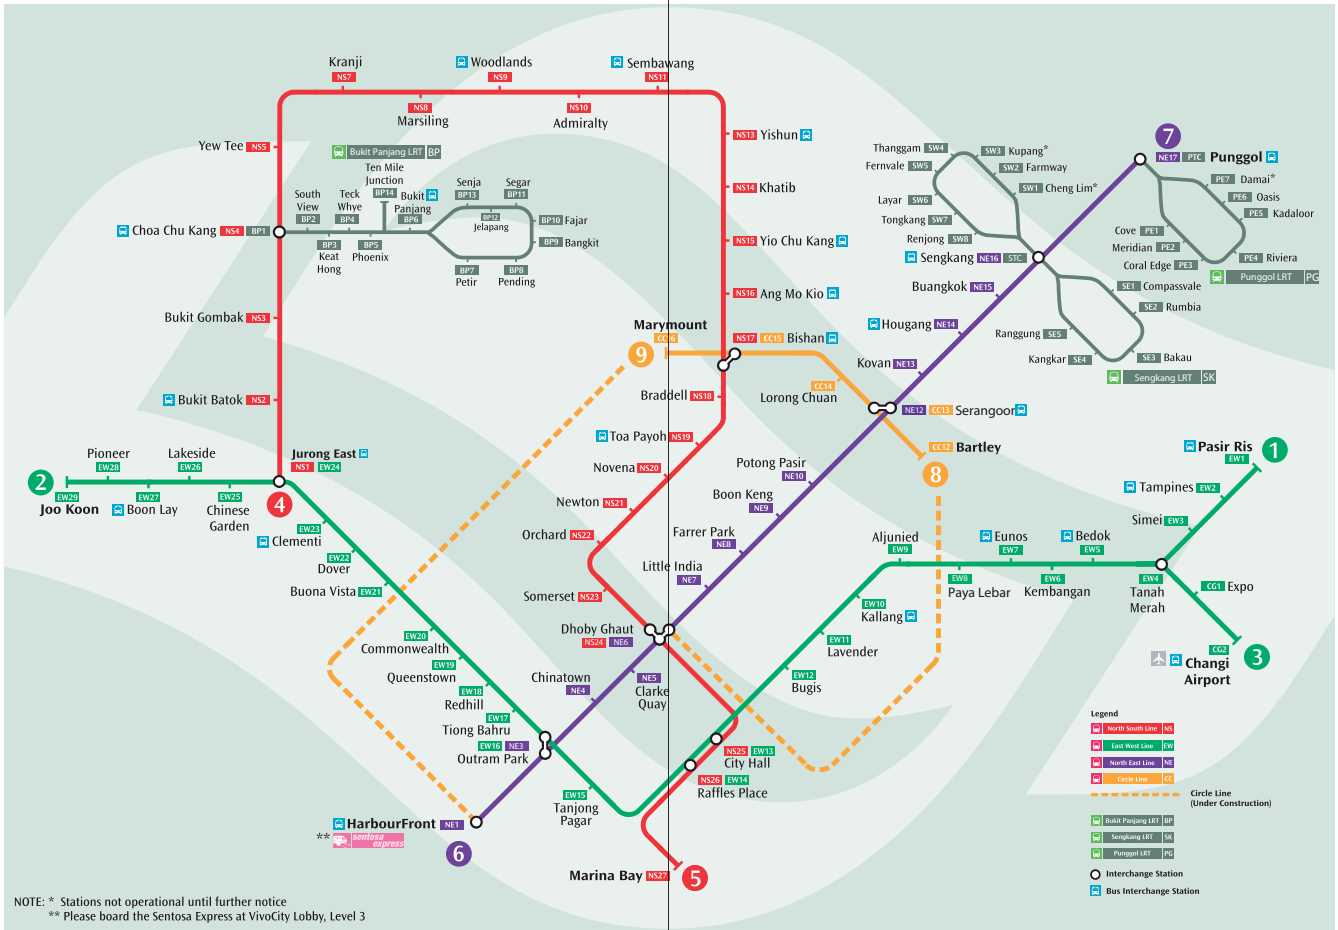 Kranji
NS7
Woodlands
NS9
Sembawang
NS11
NS8
Marsiling
NS10
Admiralty
Yew Tee NS5
NS13 Yishun
NS14 Khatib
NS15 Yio Chu Kang
NS16 Ang Mo Kio
Bukit Panjang LRT BP
Ten Mile
Junction
BP14
South
View
BP2
Teck
Whye
BP4
Bukit
Panjang
BP6
Senja
BP13
Segar
BP11
BP12
Jelapang
BP10 Fajar
BP9 Bangkit
Choa Chu Kang NS4 BP1
BP3
Keat
Hong
BP5
Phoenix
BP7
Petir
BP8
Pending
Bukit Gombak NS3
Bukit Batok NS2
7
NE17 PTC Punggol
Thanggam SW4
SW3 Kupang*
Fernvale SW5
SW2 Farmway
SW1 Cheng Lim*
Layar SW6
Tongkang SW7
Renjong SW8
PE7 Damai*
PE6 Oasis
PE5 Kadaloor
Cove PE1
Meridian PE2
Coral Edge PE3
PE4 Riviera
Punggol LRT PG
Sengkang NE16 STC
Buangkok NE15
SE1 Compassvale
SE2 Rumbia
Ranggung SE5
Kangkar SE4
SE3 Bakau
Sengkang LRT SK
Hougang NE14
Kovan NE13
Marymount
CC16
9
NS17 CC15 Bishan
CC14
Lorong Chuan
NE12 CC13 Serangoon
CC12 Bartley
8
Braddell NS18
Toa Payoh NS19
Novena NS20
Newton NS21
Orchard NS22
Somerset NS23
Potong Pasir
NE10
Boon Keng
NE9
Farrer Park
NE8
Little India
NE7
Dhoby Ghaut
NS24 NE6
NE5
Clarke
Quay
Chinatown
NE4
Pioneer
EW28
Lakeside
EW26
Jurong East
NS1 EW24
2
EW29
Joo Koon
EW27
Boon Lay
EW25
Chinese
Garden
4
EW23
Clementi
EW22
Dover
Buona Vista EW21
EW20
Commonwealth
EW19
Queenstown
EW18
Redhill
EW17
Tiong Bahru
EW16 NE3
Outram Park
EW15
Tanjong
Pagar
HarbourFront NE1
** sentosa express
6
NS25 EW13
City Hall
NS26 EW14
Raffles Place
Marina Bay NS27
5
EW12
Bugis
EW11
Lavender
EW10
Kallang
Aljunied
EW9
EW8
Paya Lebar
Eunos
EW7
EW6
Kembangan
Bedok
EW5
EW4
Tanah
Merah
Pasir Ris
EW1
1
Tampines EW2
Simei EW3
CG1 Expo
CG2
Changi
Airport
3
Legend
North South Line NS
East West Line EW
North East Line NE
Circle Line CC
Circle Line
(Under Construction)
Bukit Panjang LRT BP
Sengkang LRT SK
Punggol LRT PG
Interchange Station
Bus Interchange Station
NOTE: * Stations not operational until further notice
** Please board the Sentosa Express at VivoCity Lobby, Level 3